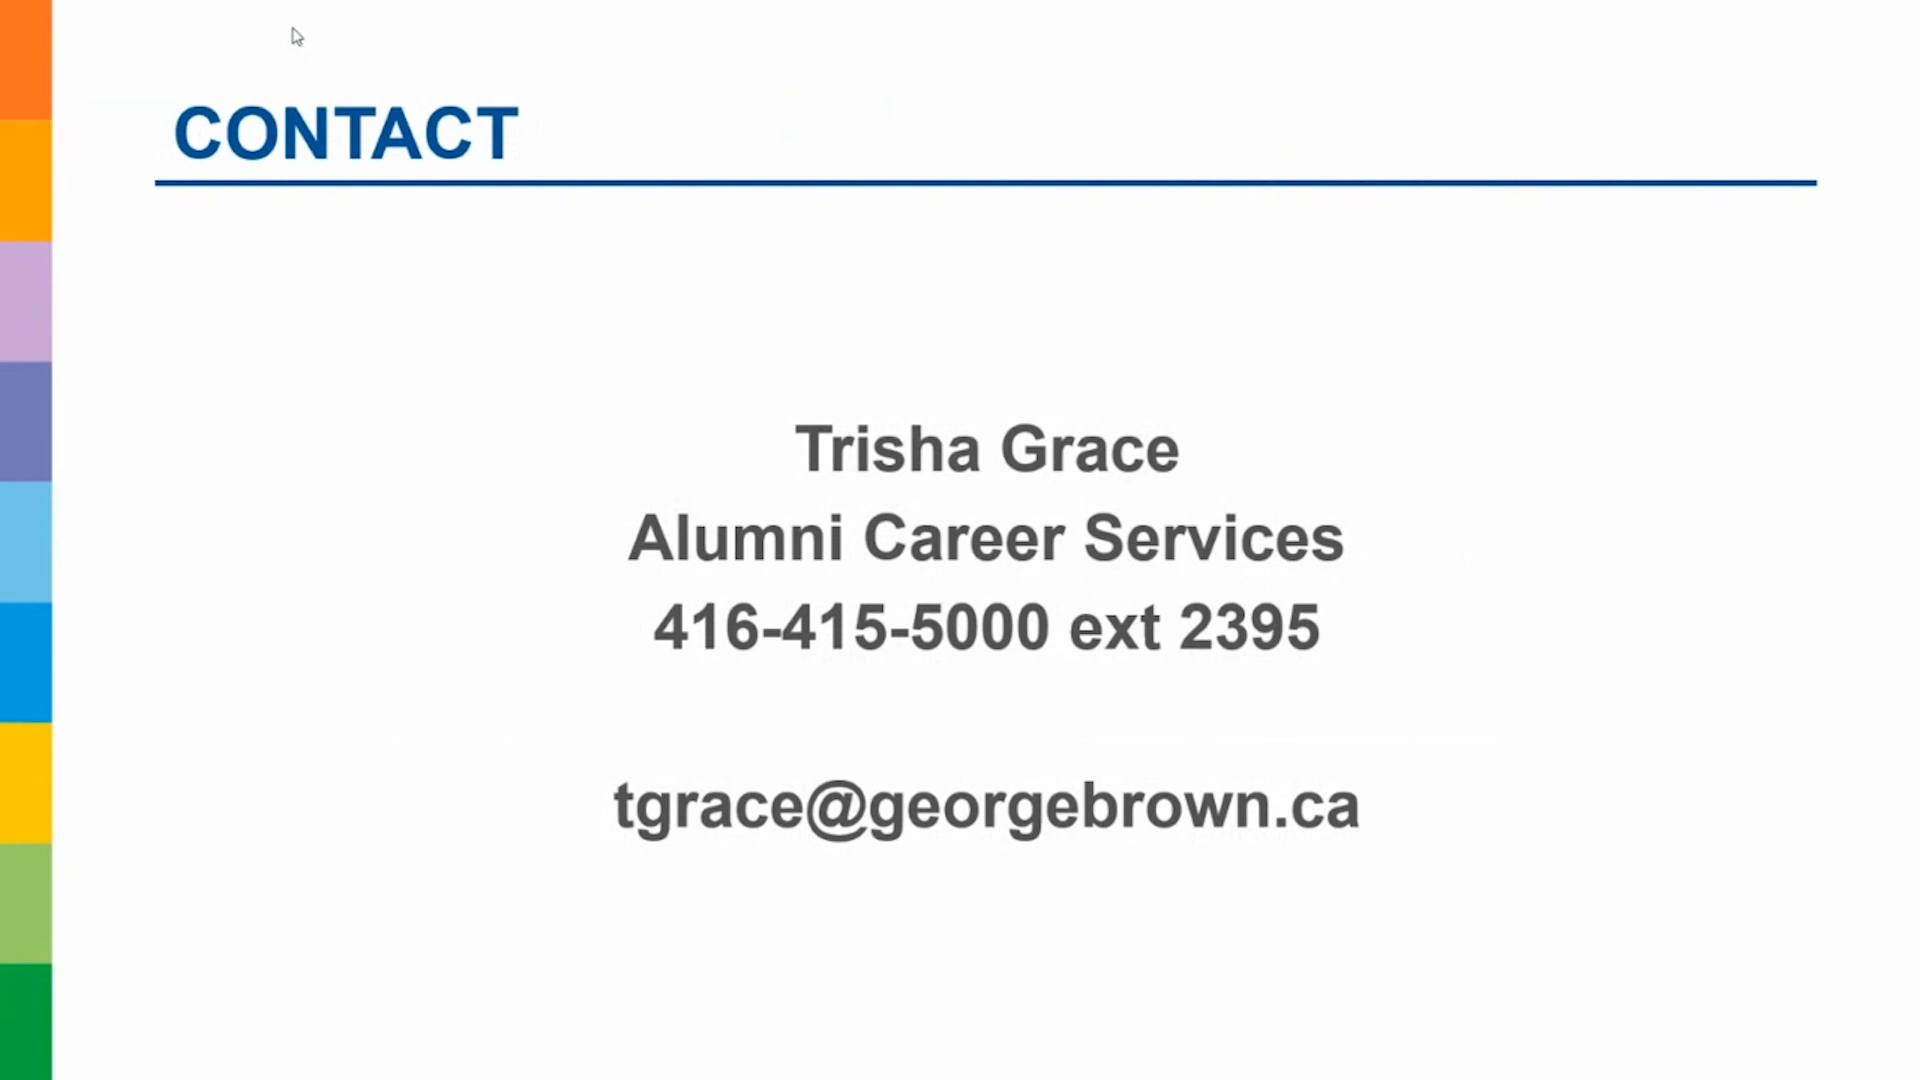 CONTACT
Trisha Grace
Alumni Career Services
416-415-5000 ext 2395
tgrace@georgebrown.ca